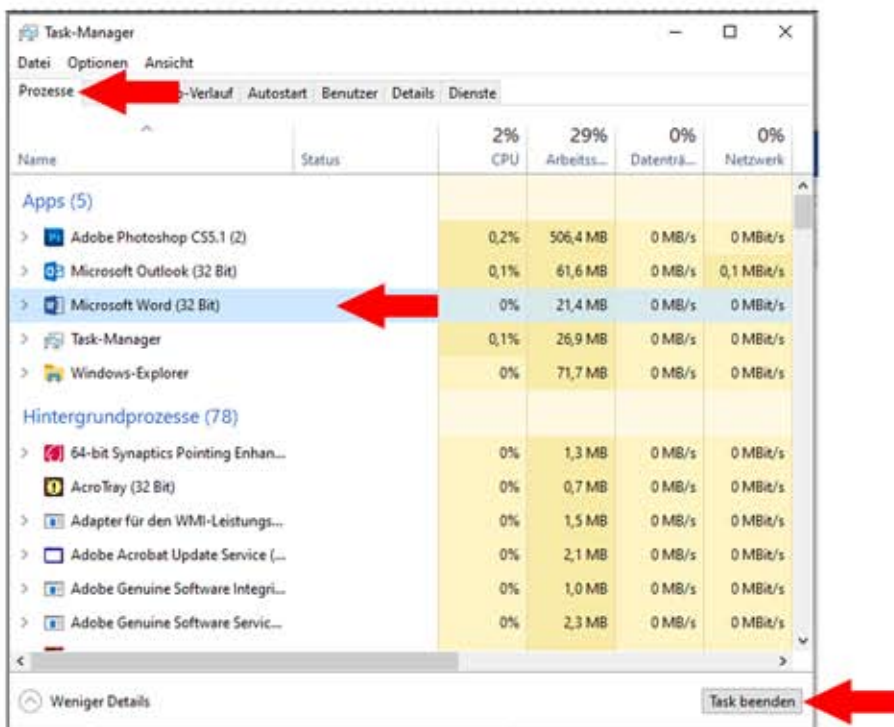 Task-Manager
Datei Optionen Ansicht
Prozesse -Verlauf Autostart Benutzer Details Dienste
2% 29% 0% 0%
Name Status CPU Arbeitss... Datenträ... Netzwerk
Apps (5)
Adobe Photoshop CS5.1 (2) 0,2% 506,4 MB 0 MB/s 0 MBit/s
Microsoft Outlook (32 Bit) 0,1% 61,6 MB 0 MB/s 0,1 MBit/s
Microsoft Word (32 Bit) 0% 21,4 MB 0 MB/s 0 MBit/s
Task-Manager 0,1% 26,9 MB 0 MB/s 0 MBit/s
Windows-Explorer 0% 71,7 MB 0 MB/s 0 MBit/s
Hintergrundprozesse (78)
64-bit Synaptics Pointing Enhan... 0% 1,3 MB 0 MB/s 0 MBit/s
AcroTray (32 Bit) 0% 0,7 MB 0 MB/s 0 MBit/s
Adapter für den WMI-Leistungs... 0% 1,5 MB 0 MB/s 0 MBit/s
Adobe Acrobat Update Service (... 0% 2,1 MB 0 MB/s 0 MBit/s
Adobe Genuine Software Integri... 0% 1,0 MB 0 MB/s 0 MBit/s
Adobe Genuine Software Servic... 0% 2,3 MB 0 MB/s 0 MBit/s
Weniger Details Task beenden